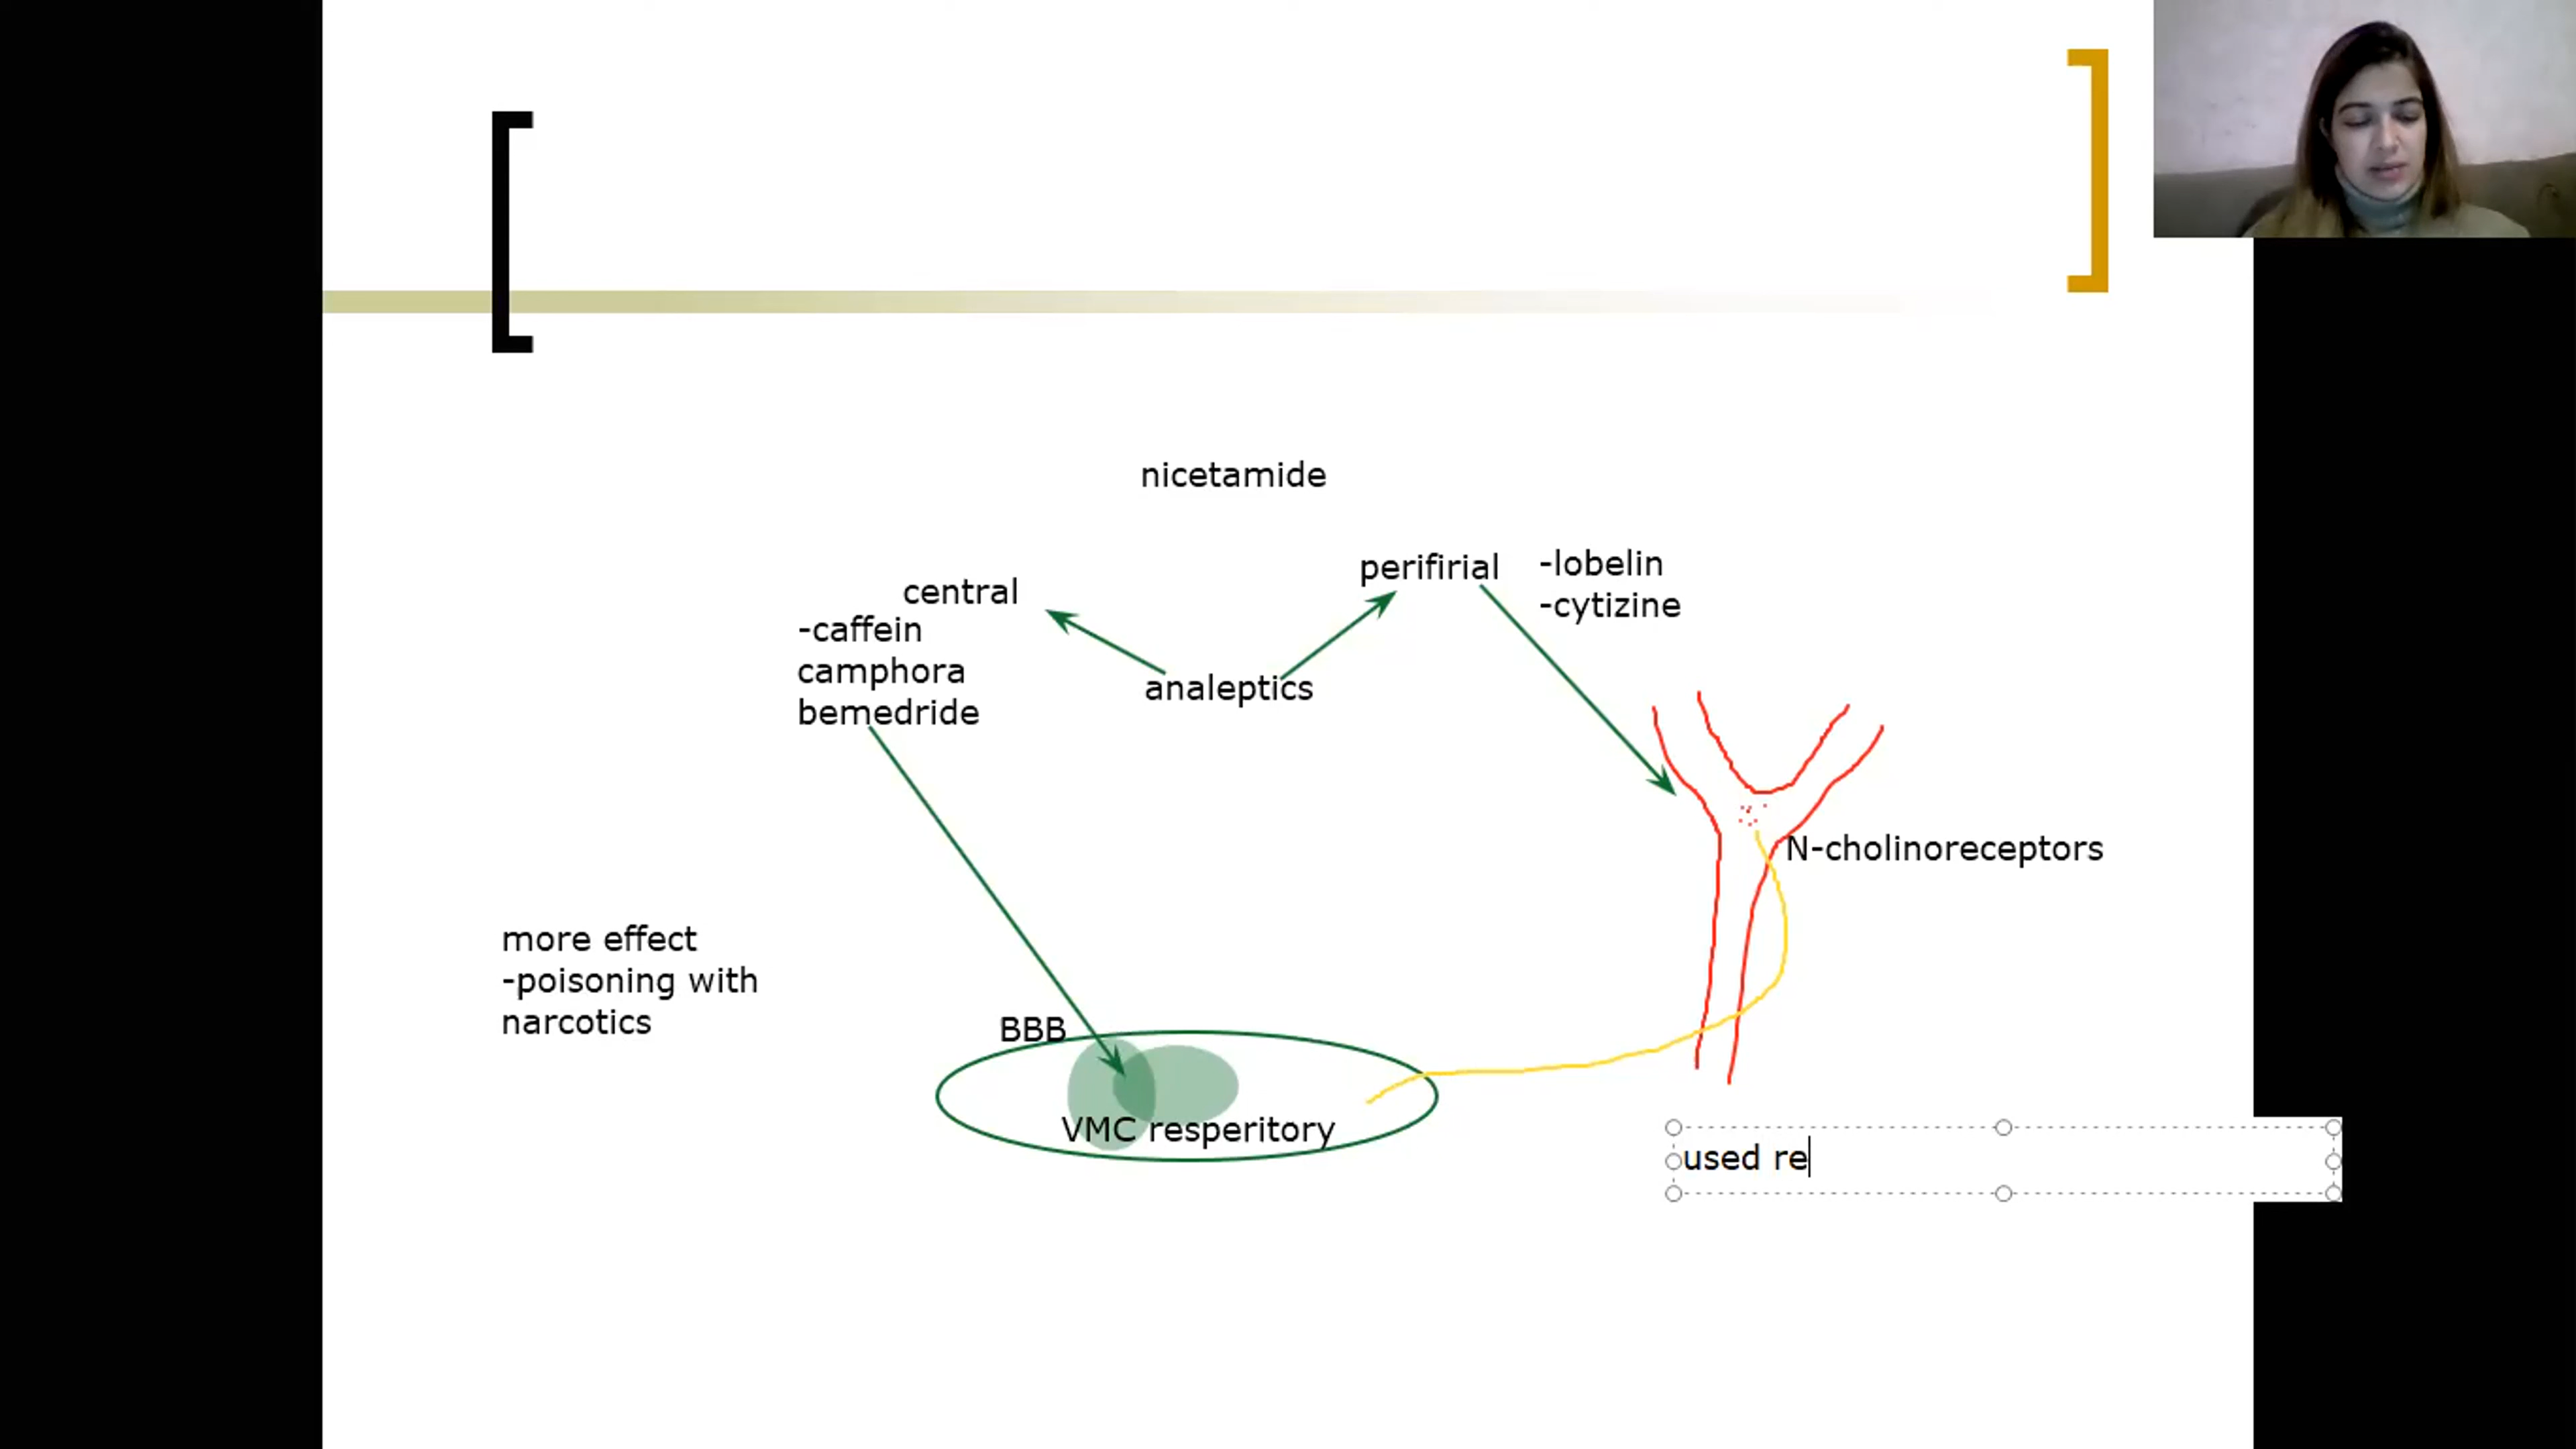 nicetamide
central
-caffein
camphora
bemedride
perifirial
-lobelin
-cytizine
analeptics
N-cholinoreceptors
more effect
-poisoning with
narcotics
BBB
VMC resperitory
used re